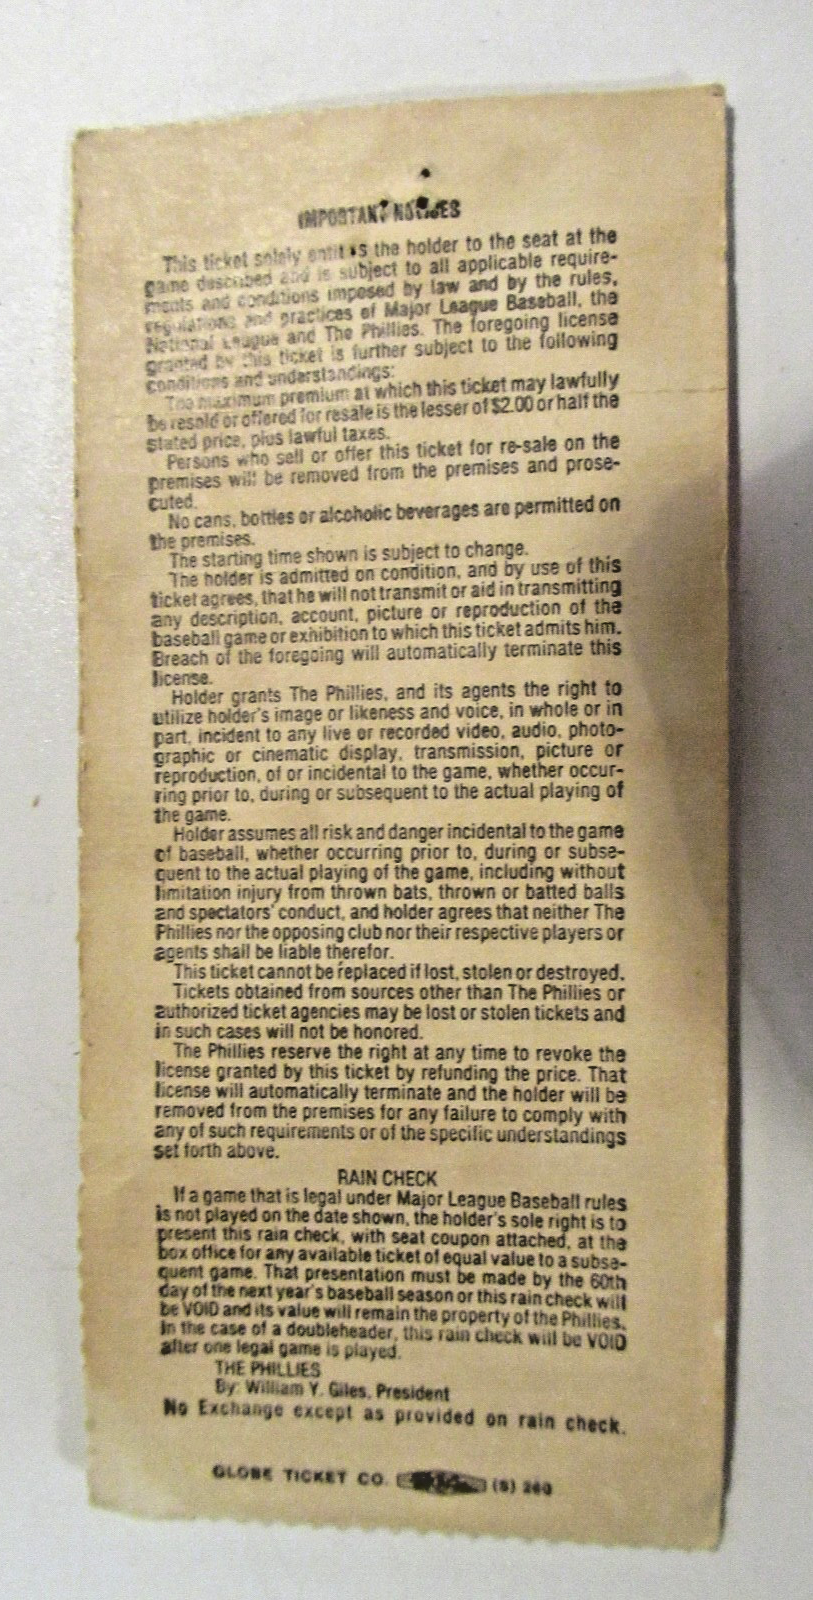 IMPORTANT NOTICES
This ticket solely entitles the holder to the seat at the
game described and is subject to all applicable require-
ments and conditions imposed by law and by the rules,
regulations and practices of Major League Baseball, the
National League and The Phillies. The foregoing license
granted by this ticket is further subject to the following
conditions and understandings:
The maximum premium at which this ticket may lawfully
be resold or offered for resale is the lesser of $2.00 or half the
stated price, plus lawful taxes.
Persons who sell or offer this ticket for re-sale on the
premises will be removed from the premises and prose-
cuted.
No cans, bottles or alcoholic beverages are permitted on
the premises.
The starting time shown is subject to change.
The holder is admitted on condition, and by use of this
ticket agrees, that he will not transmit or aid in transmitting
any description, account, picture or reproduction of the
baseball game or exhibition to which this ticket admits him.
Breach of the foregoing will automatically terminate this
license.
Holder grants The Phillies, and its agents the right to
utilize holder's image or likeness and voice, in whole or in
part, incident to any live or recorded video, audio, photo-
graphic or cinematic display, transmission, picture or
reproduction, of or incidental to the game, whether occur-
ring prior to, during or subsequent to the actual playing of
the game.
Holder assumes all risk and danger incidental to the game
of baseball, whether occurring prior to, during or subse-
quent to the actual playing of the game, including without
limitation injury from thrown bats, thrown or batted balls
and spectators' conduct, and holder agrees that neither The
Phillies nor the opposing club nor their respective players or
agents shall be liable therefor.
This ticket cannot be replaced if lost, stolen or destroyed.
Tickets obtained from sources other than The Phillies or
authorized ticket agencies may be lost or stolen tickets and
in such cases will not be honored.
The Phillies reserve the right at any time to revoke the
license granted by this ticket by refunding the price. That
license will automatically terminate and the holder will be
removed from the premises for any failure to comply with
any of such requirements or of the specific understandings
set forth above.
RAIN CHECK
If a game that is legal under Major League Baseball rules
is not played on the date shown, the holder's sole right is to
present this rain check, with seat coupon attached, at the
box office for any available ticket of equal value to a subse-
quent game. That presentation must be made by the 60th
day of the next year's baseball season or this rain check will
be VOID and its value will remain the property of the Phillies.
In the case of a doubleheader, this rain check will be VOID
after one legal game is played.
THE PHILLIES
By: William Y. Giles, President
No Exchange except as provided on rain check.
GLOBE TICKET CO. (S) 260